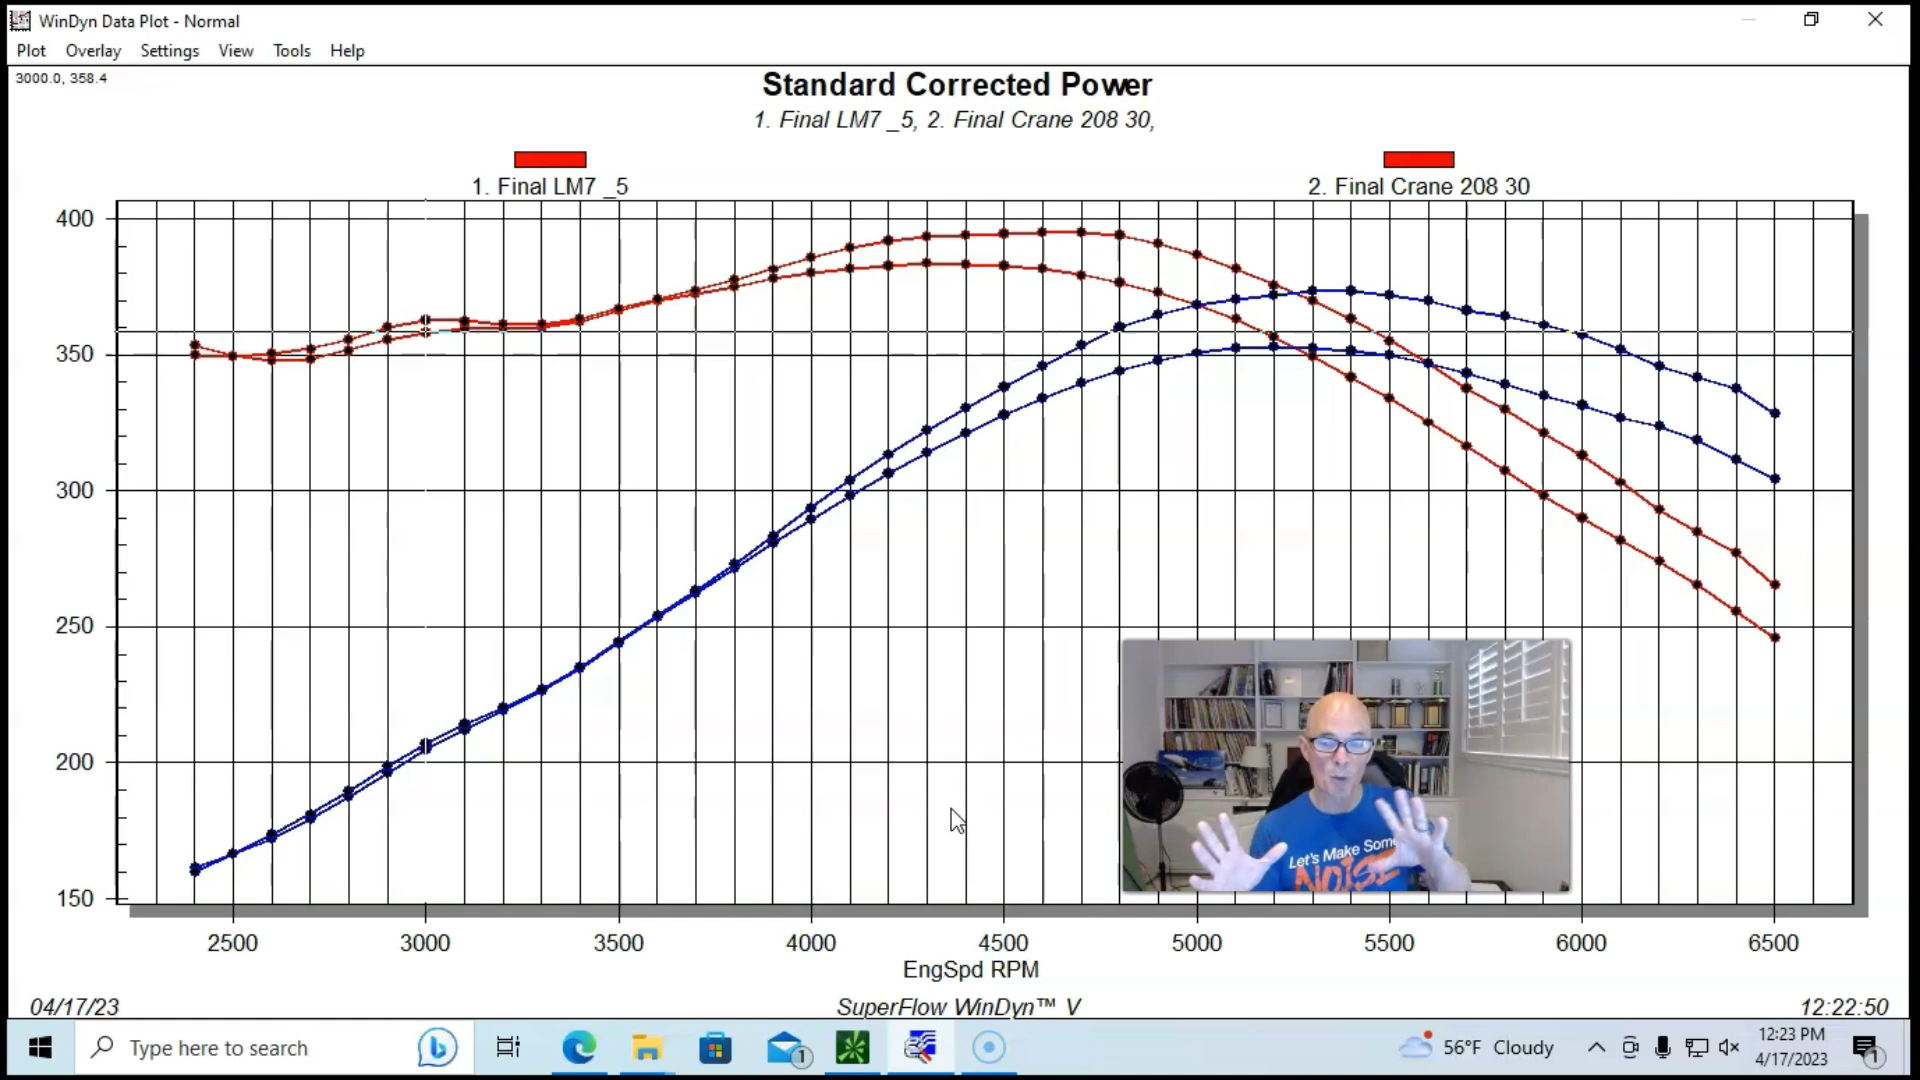 WinDyn Data Plot - Normal
Plot Overlay Settings View Tools Help
3000.0, 358.4
Standard Corrected Power
1. Final LM7 _5, 2. Final Crane 208 30,
1. Final LM7 _5
2. Final Crane 208 30
400
350
300
250
200
150
2500 3000 3500 4000 4500 5000 5500 6000 6500
EngSpd RPM
Let's Make Some
NOISE
04/17/23
SuperFlow WinDyn™ V
12:22:50
Type here to search
1
56°F Cloudy
12:23 PM
4/17/2023
1